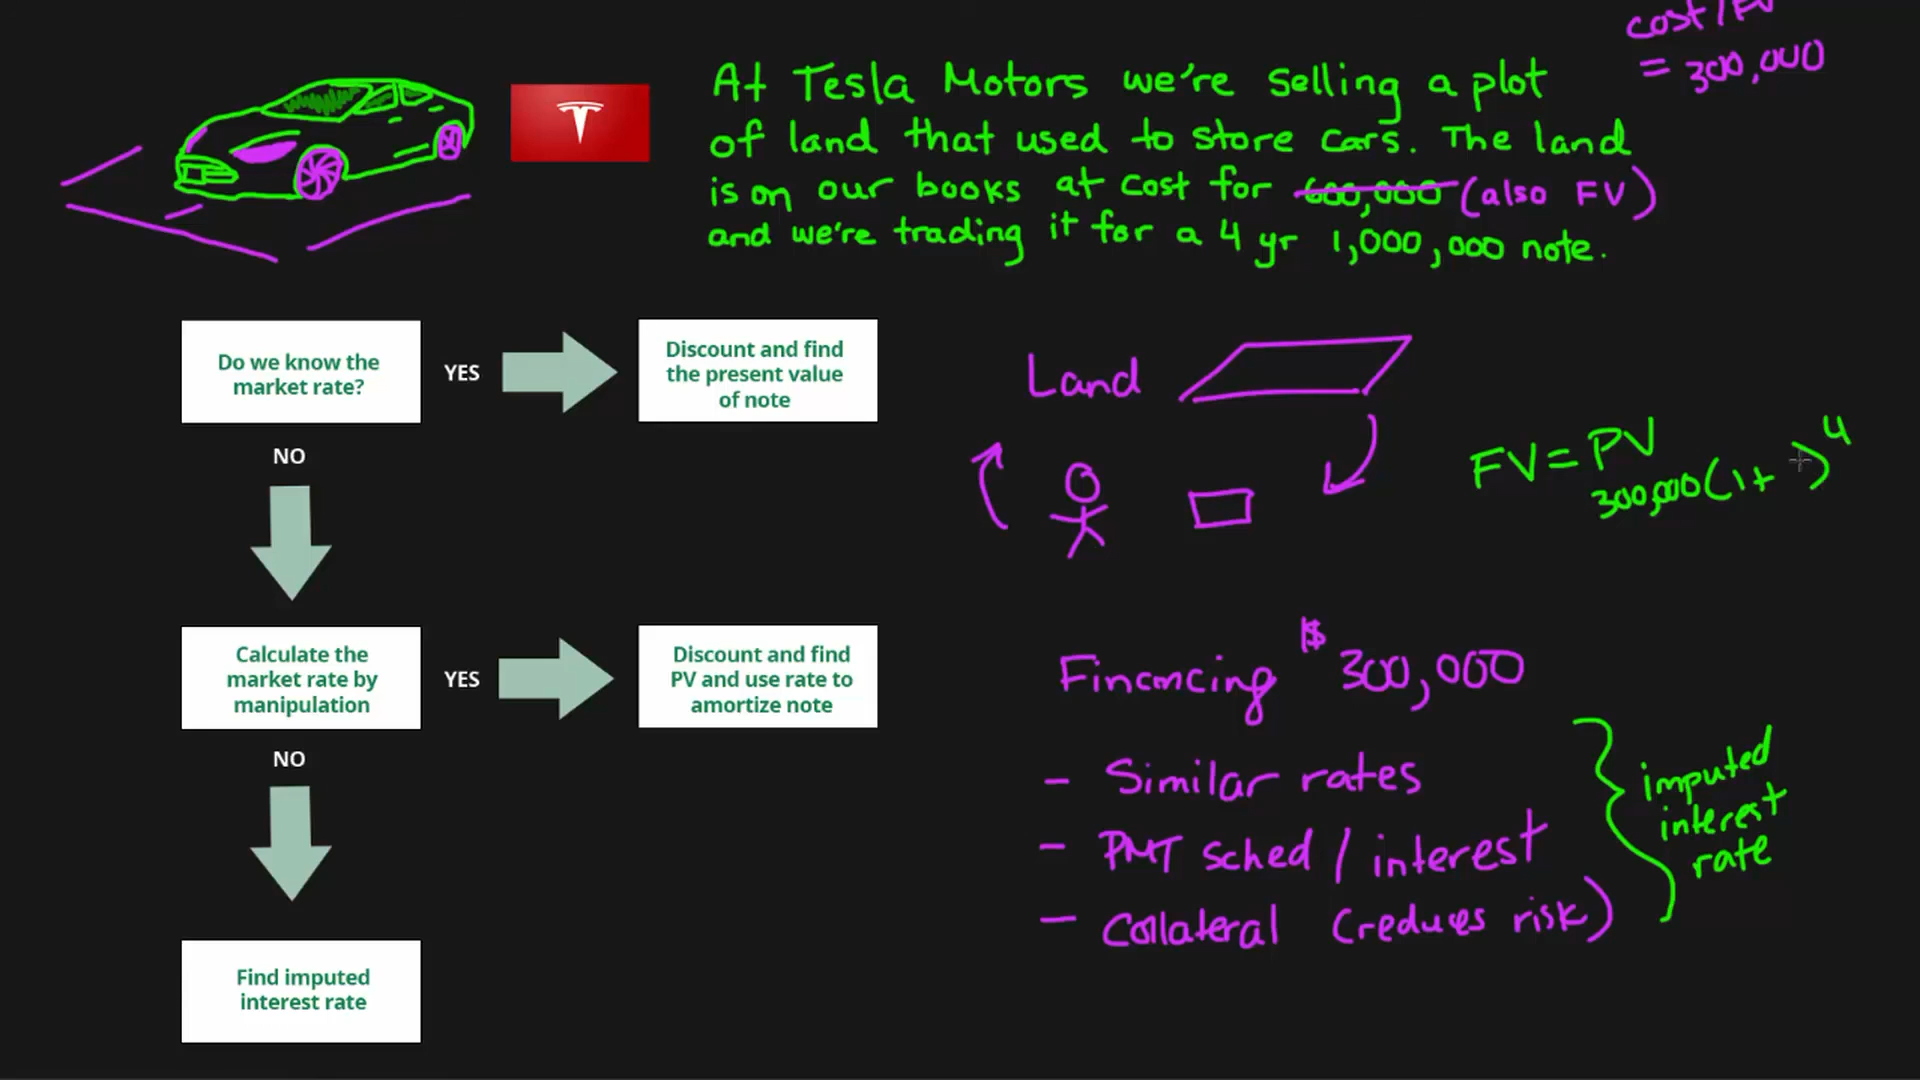 cost/FV
= 300,000
At Tesla Motors we're selling a plot
of land that used to store cars. The land
is on our books at cost for 600,000 (also FV)
and we're trading it for a 4 yr 1,000,000 note.
Do we know the
market rate?
YES
Discount and find
the present value
of note
NO
Land
FV = PV
300,000(1+ )4
Calculate the
market rate by
manipulation
YES
Discount and find
PV and use rate to
amortize note
NO
Find imputed
interest rate
Financing $300,000
- Similar rates
- PMT sched / interest
- Collateral (reduces risk)
imputed
interest
rate